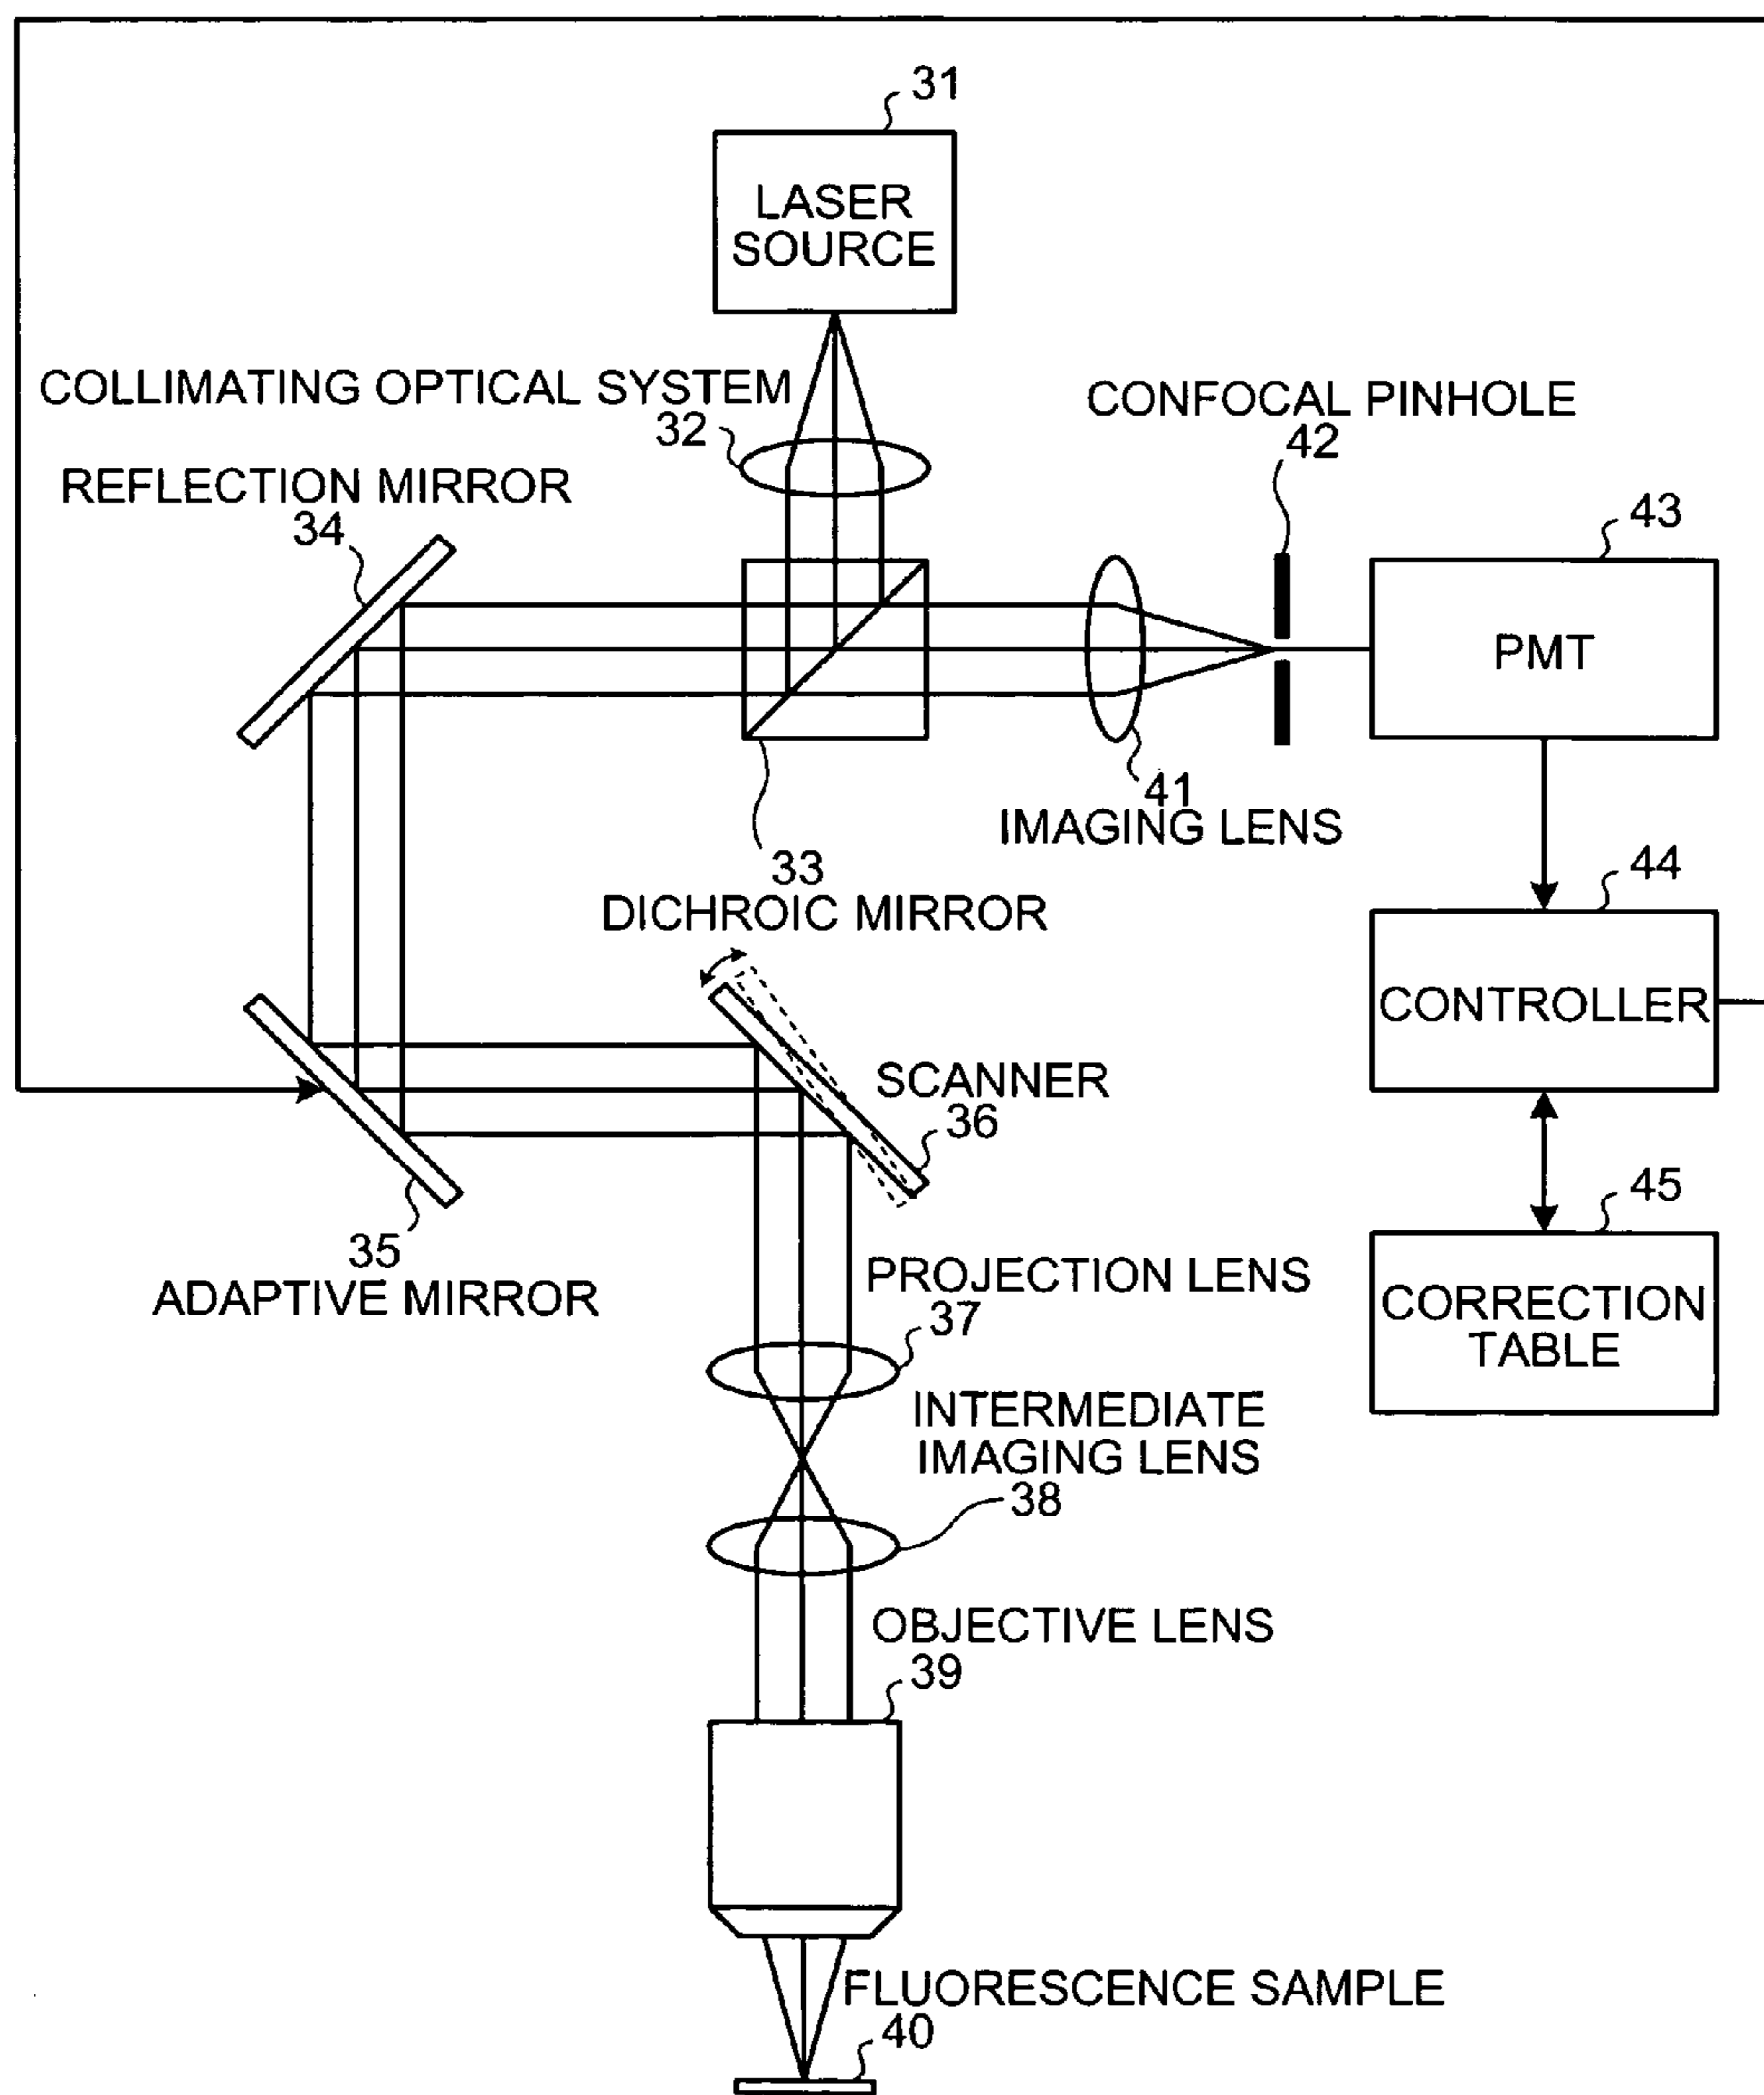 31
LASER
SOURCE
COLLIMATING OPTICAL SYSTEM
32
CONFOCAL PINHOLE
42
REFLECTION MIRROR
34
43
PMT
41
IMAGING LENS
33
DICHROIC MIRROR
44
CONTROLLER
SCANNER
36
35
ADAPTIVE MIRROR
45
CORRECTION
TABLE
PROJECTION LENS
37
INTERMEDIATE
IMAGING LENS
38
OBJECTIVE LENS
39
FLUORESCENCE SAMPLE
40